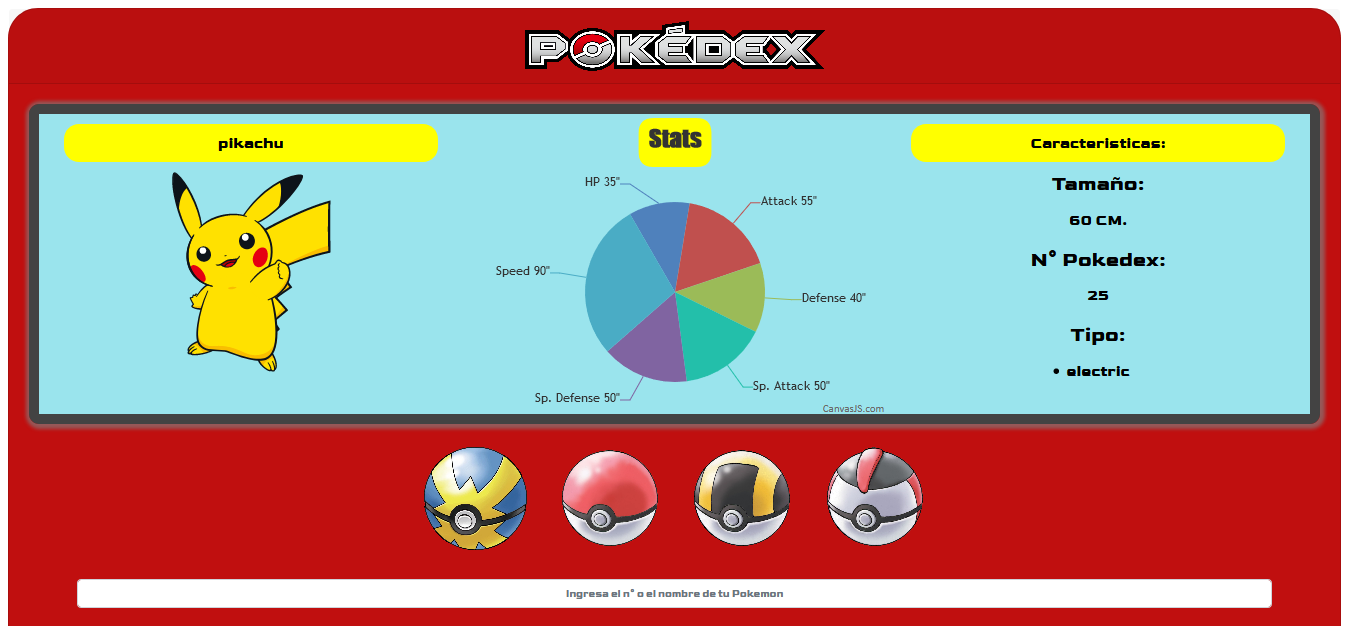 POKÉDEX
pikachu
Stats
HP 35"
Attack 55"
Speed 90"
Defense 40"
Sp. Attack 50"
Sp. Defense 50"
CanvasJS.com
Caracteristicas:
Tamaño:
60 CM.
N° Pokedex:
25
Tipo:
• electric
Ingresa el n° o el nombre de tu Pokemon